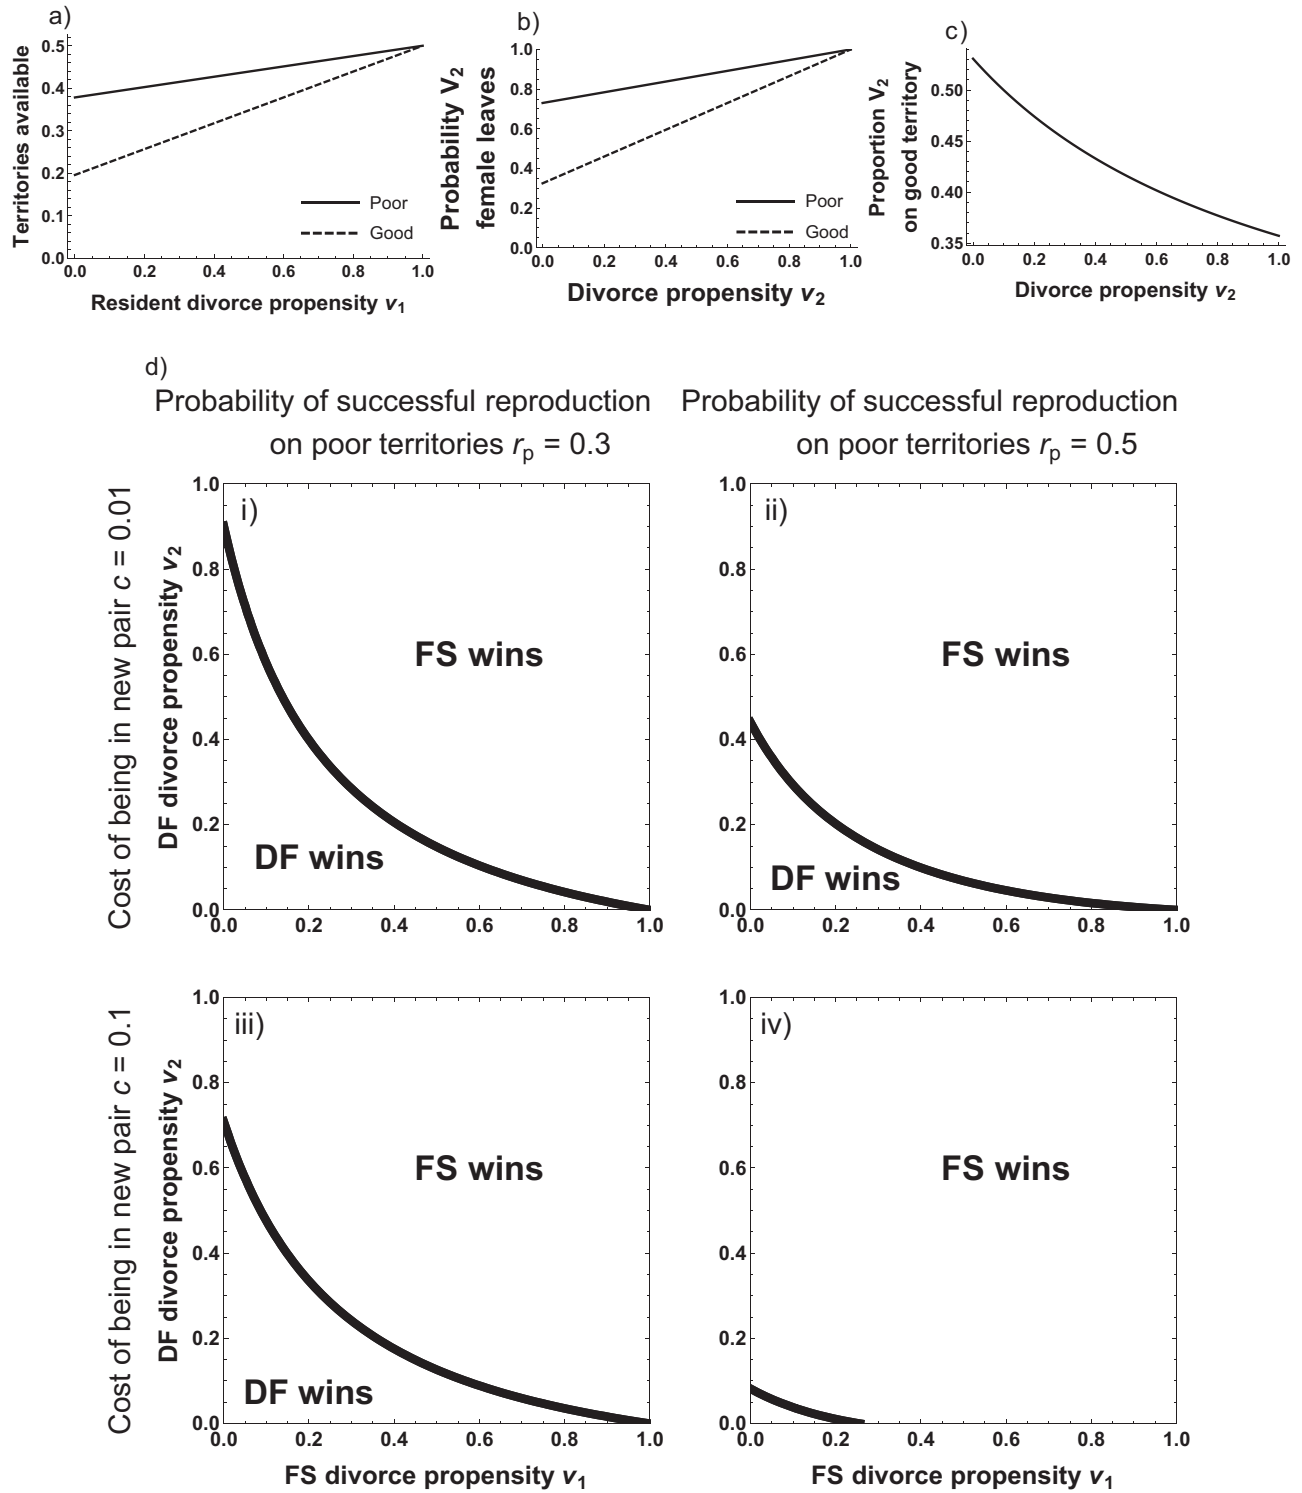 a)
Territories available
0.5
0.4
0.3
0.2
0.1
0.0
0.0 0.2 0.4 0.6 0.8 1.0
Poor
Good
Resident divorce propensity v1
b)
Probability V2
female leaves
1.0
0.8
0.6
0.4
0.2
0.0
0.0 0.2 0.4 0.6 0.8 1.0
Poor
Good
Divorce propensity v2
c)
Proportion V2
on good territory
0.50
0.45
0.40
0.35
0.0 0.2 0.4 0.6 0.8 1.0
Divorce propensity v2
d)
Probability of successful reproduction
on poor territories rp = 0.3
Probability of successful reproduction
on poor territories rp = 0.5
Cost of being in new pair c = 0.01
DF divorce propensity v2
1.0
0.8
0.6
0.4
0.2
0.0
i)
FS wins
DF wins
0.0 0.2 0.4 0.6 0.8 1.0
1.0
0.8
0.6
0.4
0.2
0.0
ii)
FS wins
DF wins
0.0 0.2 0.4 0.6 0.8 1.0
Cost of being in new pair c = 0.1
DF divorce propensity v2
1.0
0.8
0.6
0.4
0.2
0.0
iii)
FS wins
DF wins
0.0 0.2 0.4 0.6 0.8 1.0
FS divorce propensity v1
1.0
0.8
0.6
0.4
0.2
0.0
iv)
FS wins
0.0 0.2 0.4 0.6 0.8 1.0
FS divorce propensity v1